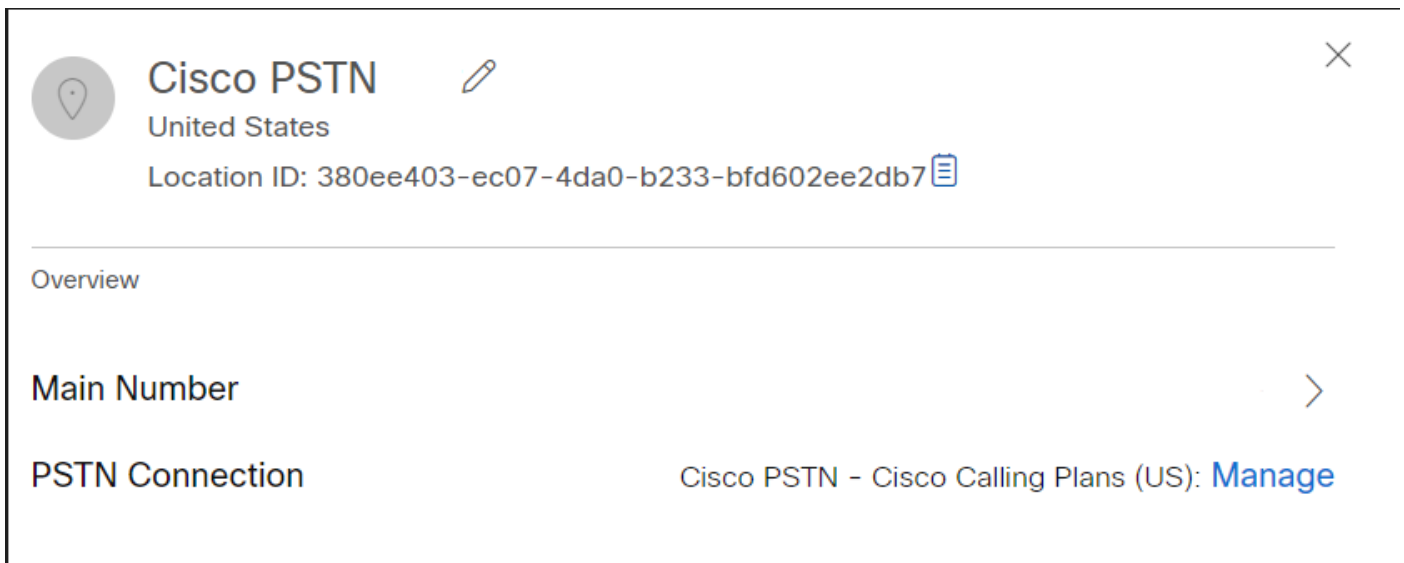 Cisco PSTN
United States
Location ID: 380ee403-ec07-4da0-b233-bfd602ee2db7
Overview
Main Number
PSTN Connection Cisco PSTN - Cisco Calling Plans (US): Manage